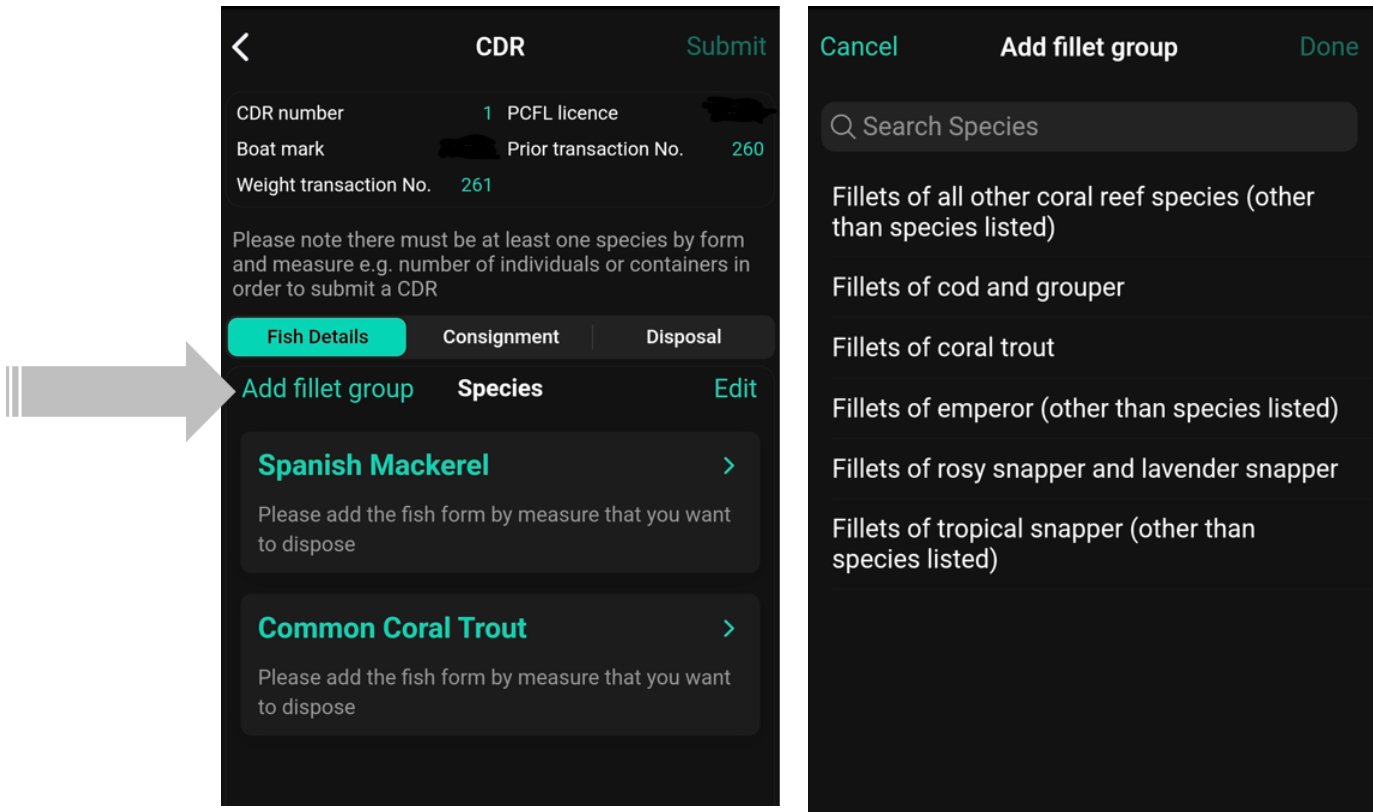 CDR Submit
CDR number 1 PCFL licence
Boat mark Prior transaction No. 260
Weight transaction No. 261
Please note there must be at least one species by form
and measure e.g. number of individuals or containers in
order to submit a CDR
Fish Details Consignment Disposal
Add fillet group Species Edit
Spanish Mackerel
Please add the fish form by measure that you want
to dispose
Common Coral Trout
Please add the fish form by measure that you want
to dispose
Cancel Add fillet group Done
Search Species
Fillets of all other coral reef species (other
than species listed)
Fillets of cod and grouper
Fillets of coral trout
Fillets of emperor (other than species listed)
Fillets of rosy snapper and lavender snapper
Fillets of tropical snapper (other than
species listed)